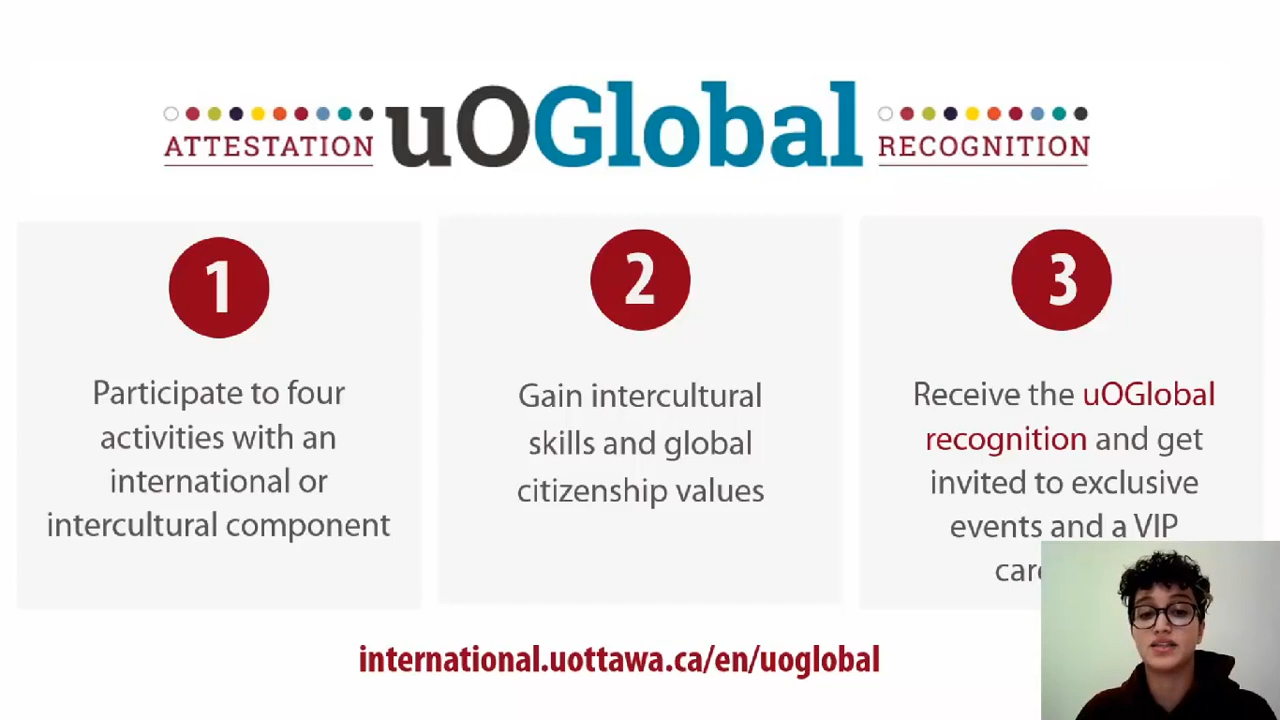 ATTESTATION uOGlobal RECOGNITION
1
Participate to four
activities with an
international or
intercultural component
2
Gain intercultural
skills and global
citizenship values
3
Receive the uOGlobal
recognition and get
invited to exclusive
events and a VIP
international.uottawa.ca/en/uoglobal